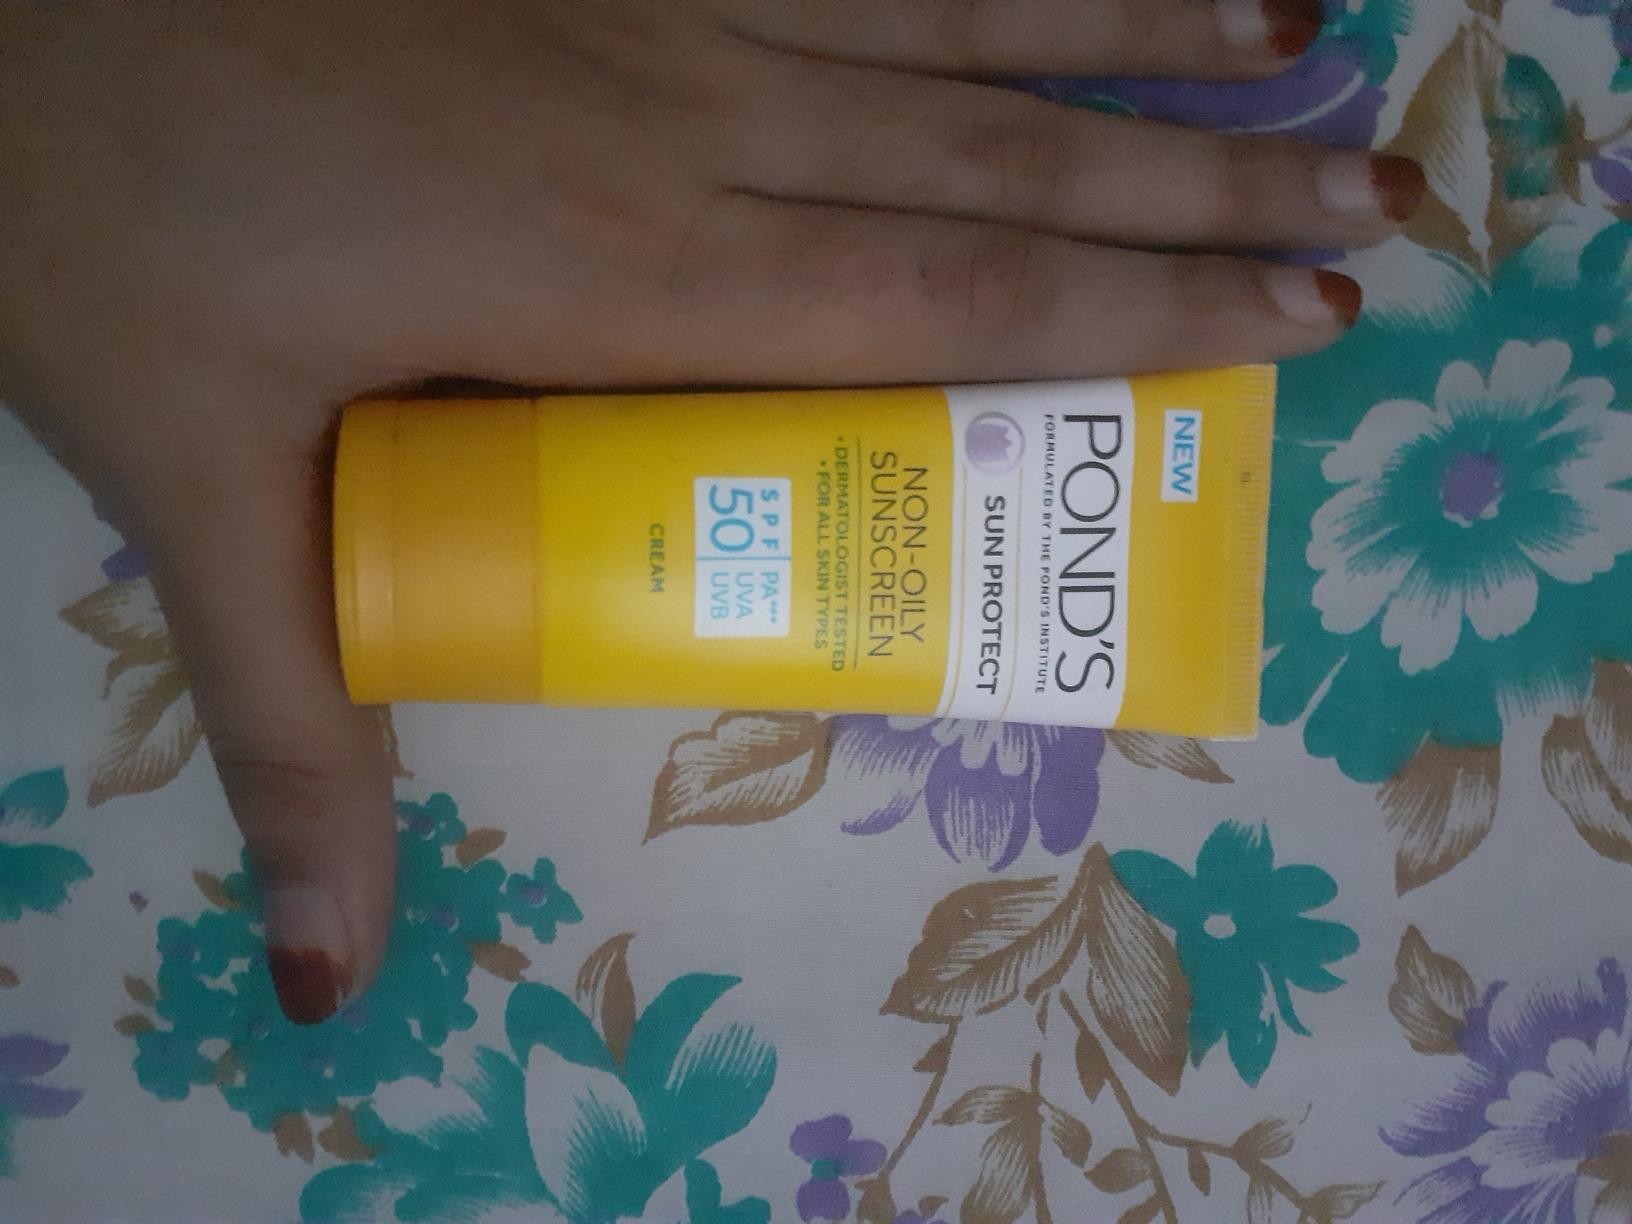 NEW
POND'S
FORMULATED BY THE POND'S INSTITUTE
SUN PROTECT
NON-OILY
SUNSCREEN
• DERMATOLOGIST TESTED
• FOR ALL SKIN TYPES
SPF PA+++
50 UVA
UVB
CREAM